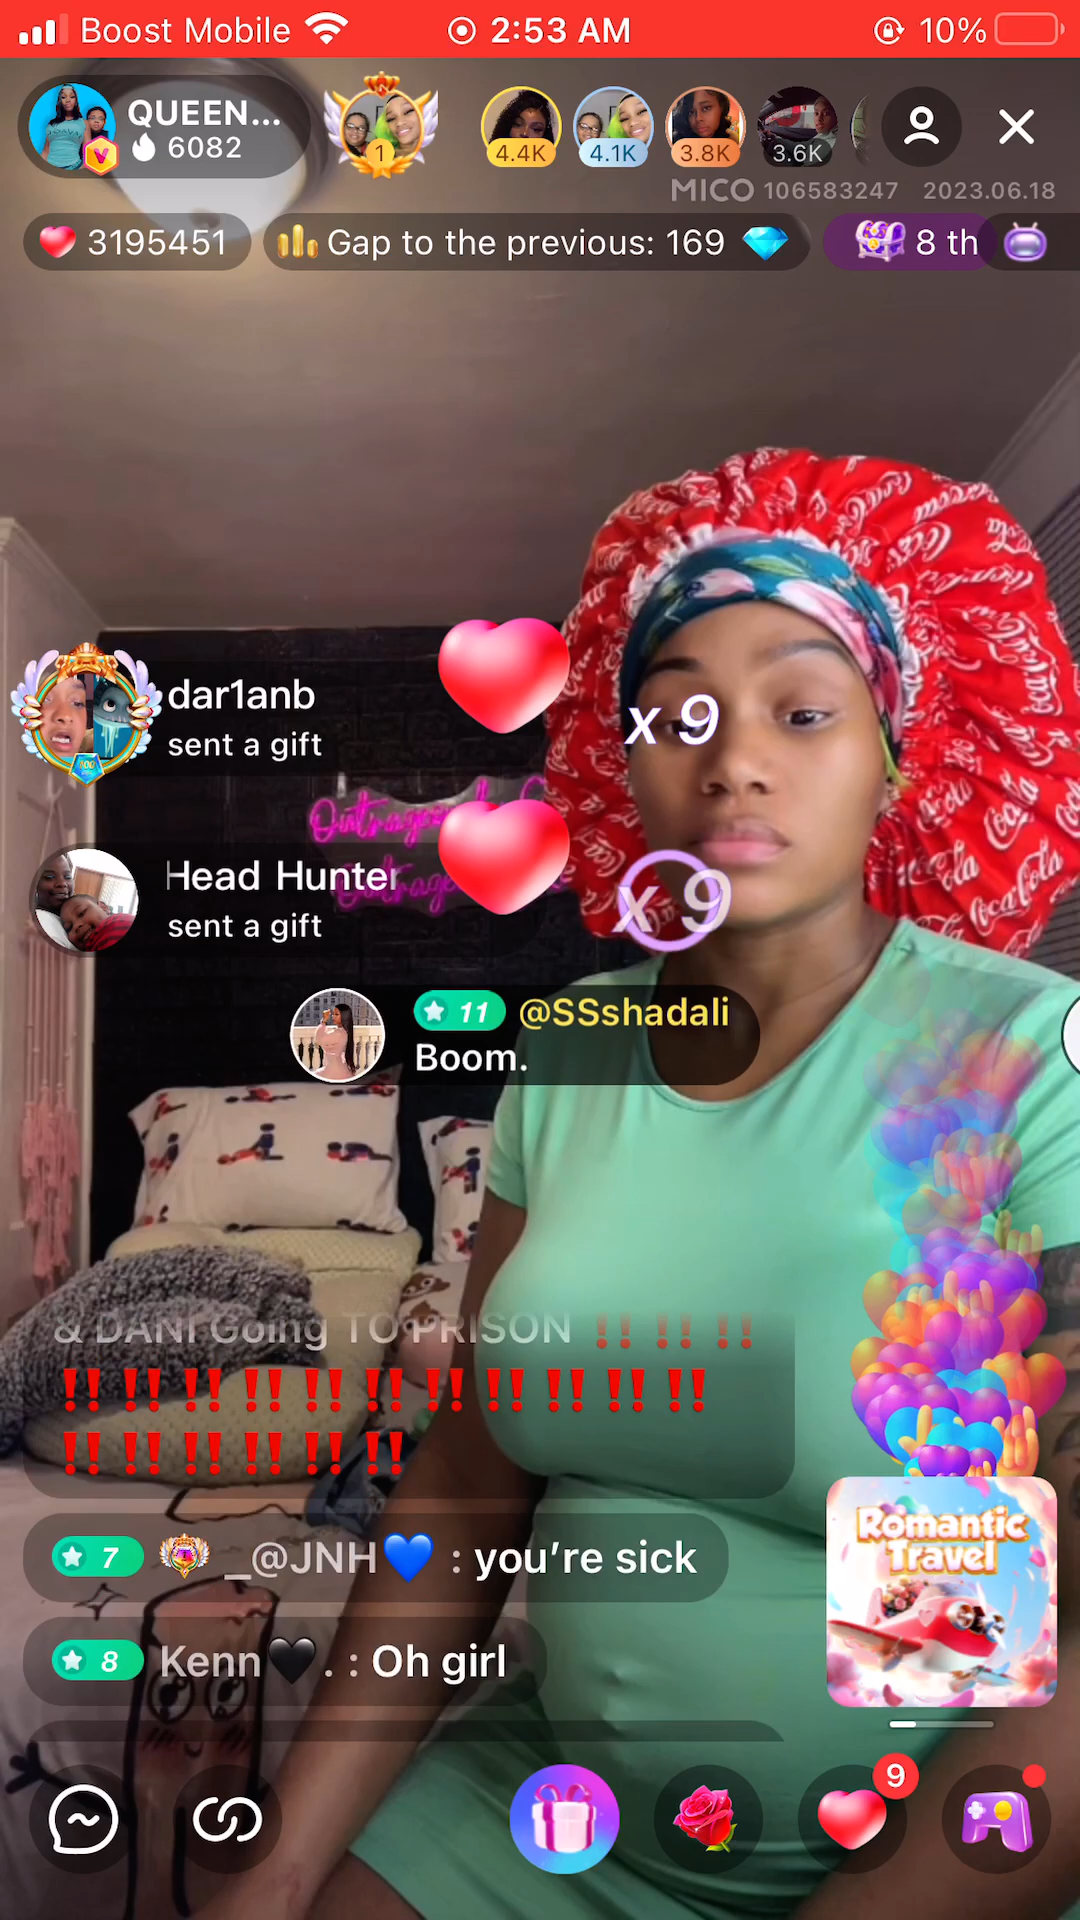 Boost Mobile 2:53 AM 10%
QUEEN...
6082
1
4.4K 4.1K 3.8K 3.6K
MICO 106583247 2023.06.18
3195451 Gap to the previous: 169 8 th
dar1anb
sent a gift
x 9
Head Hunter
sent a gift
x 9
11 @SSshadali
Boom.
& DANI Going TO PRISON ‼️ ‼️ ‼️
‼️ ‼️ ‼️ ‼️ ‼️ ‼️ ‼️ ‼️ ‼️ ‼️ ‼️
‼️ ‼️ ‼️ ‼️ ‼️ ‼️
7 _@JNH💙 : you’re sick
8 Kenn🖤. : Oh girl
Romantic
Travel
9
Coca-Cola